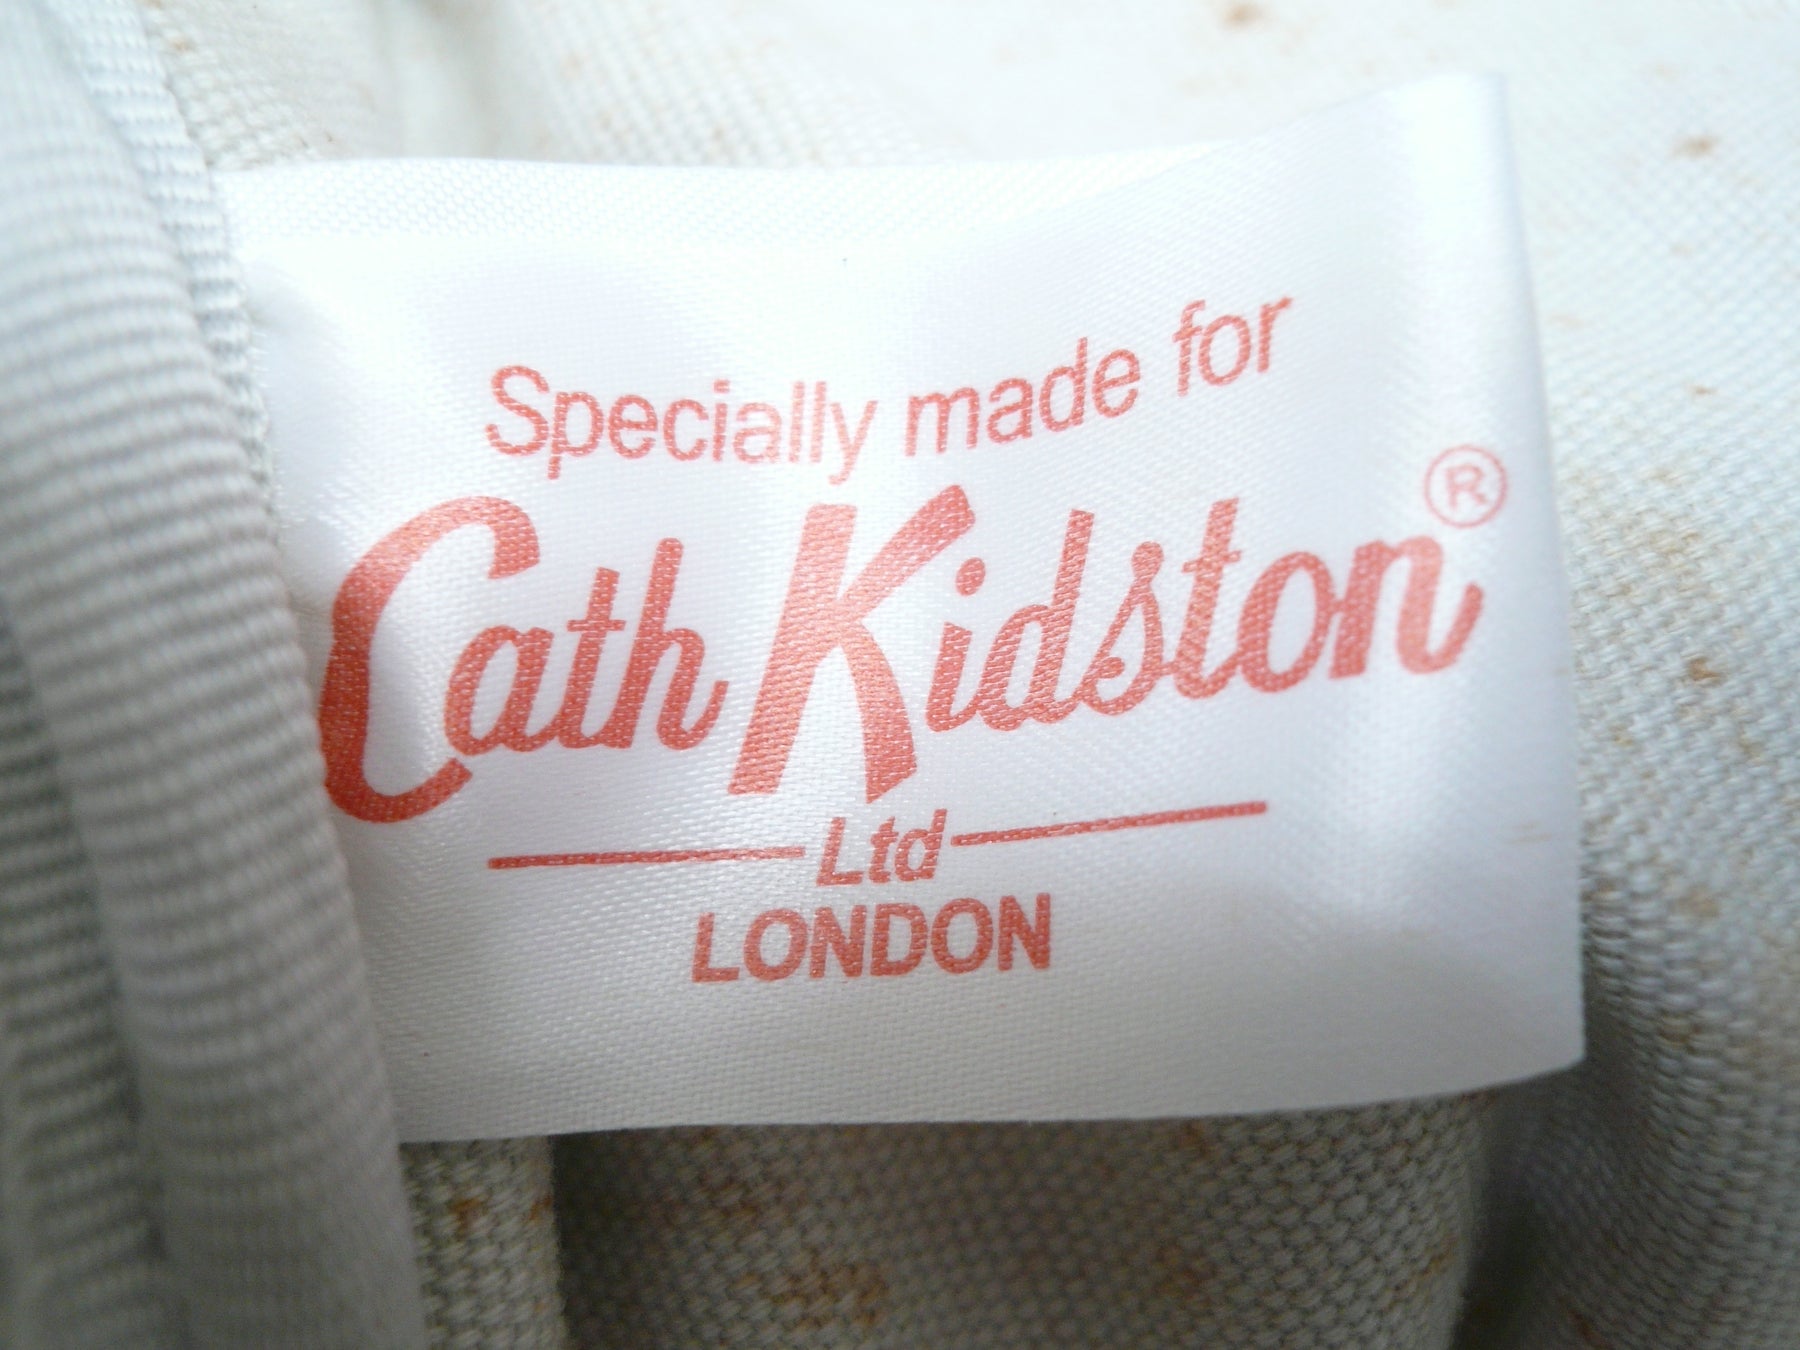 Specially made for
Cath Kidston®
Ltd
LONDON